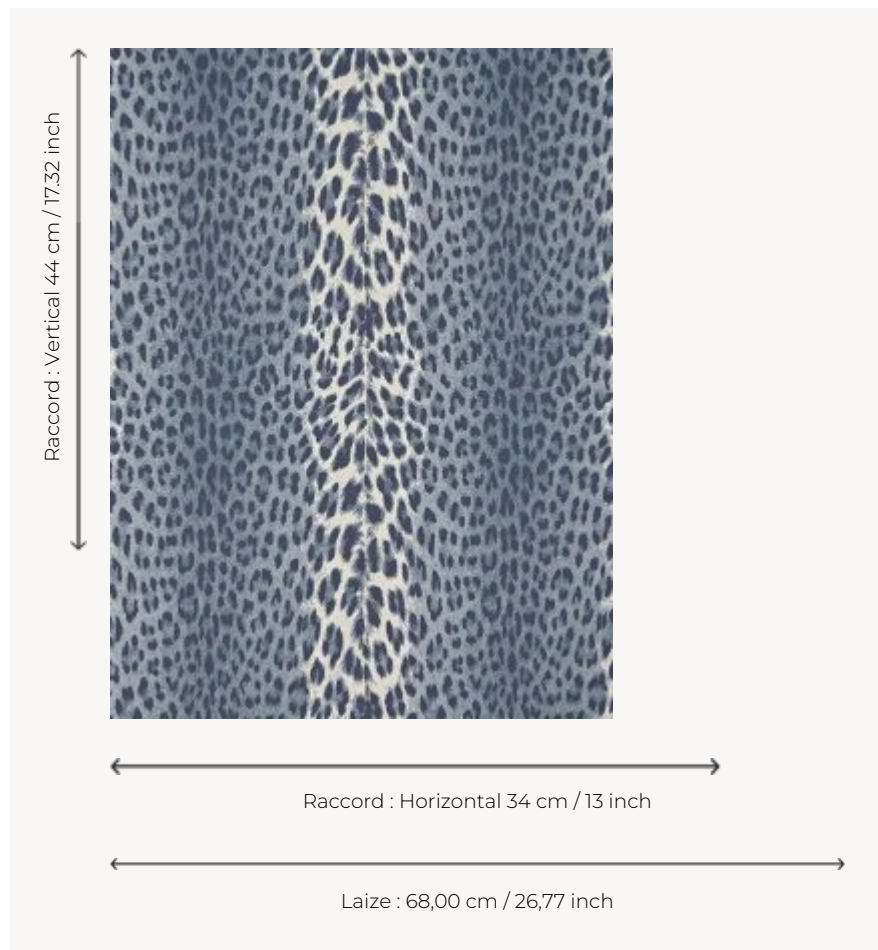 Raccord : Vertical 44 cm / 17.32 inch
Raccord : Horizontal 34 cm / 13 inch
Laize : 68,00 cm / 26,77 inch